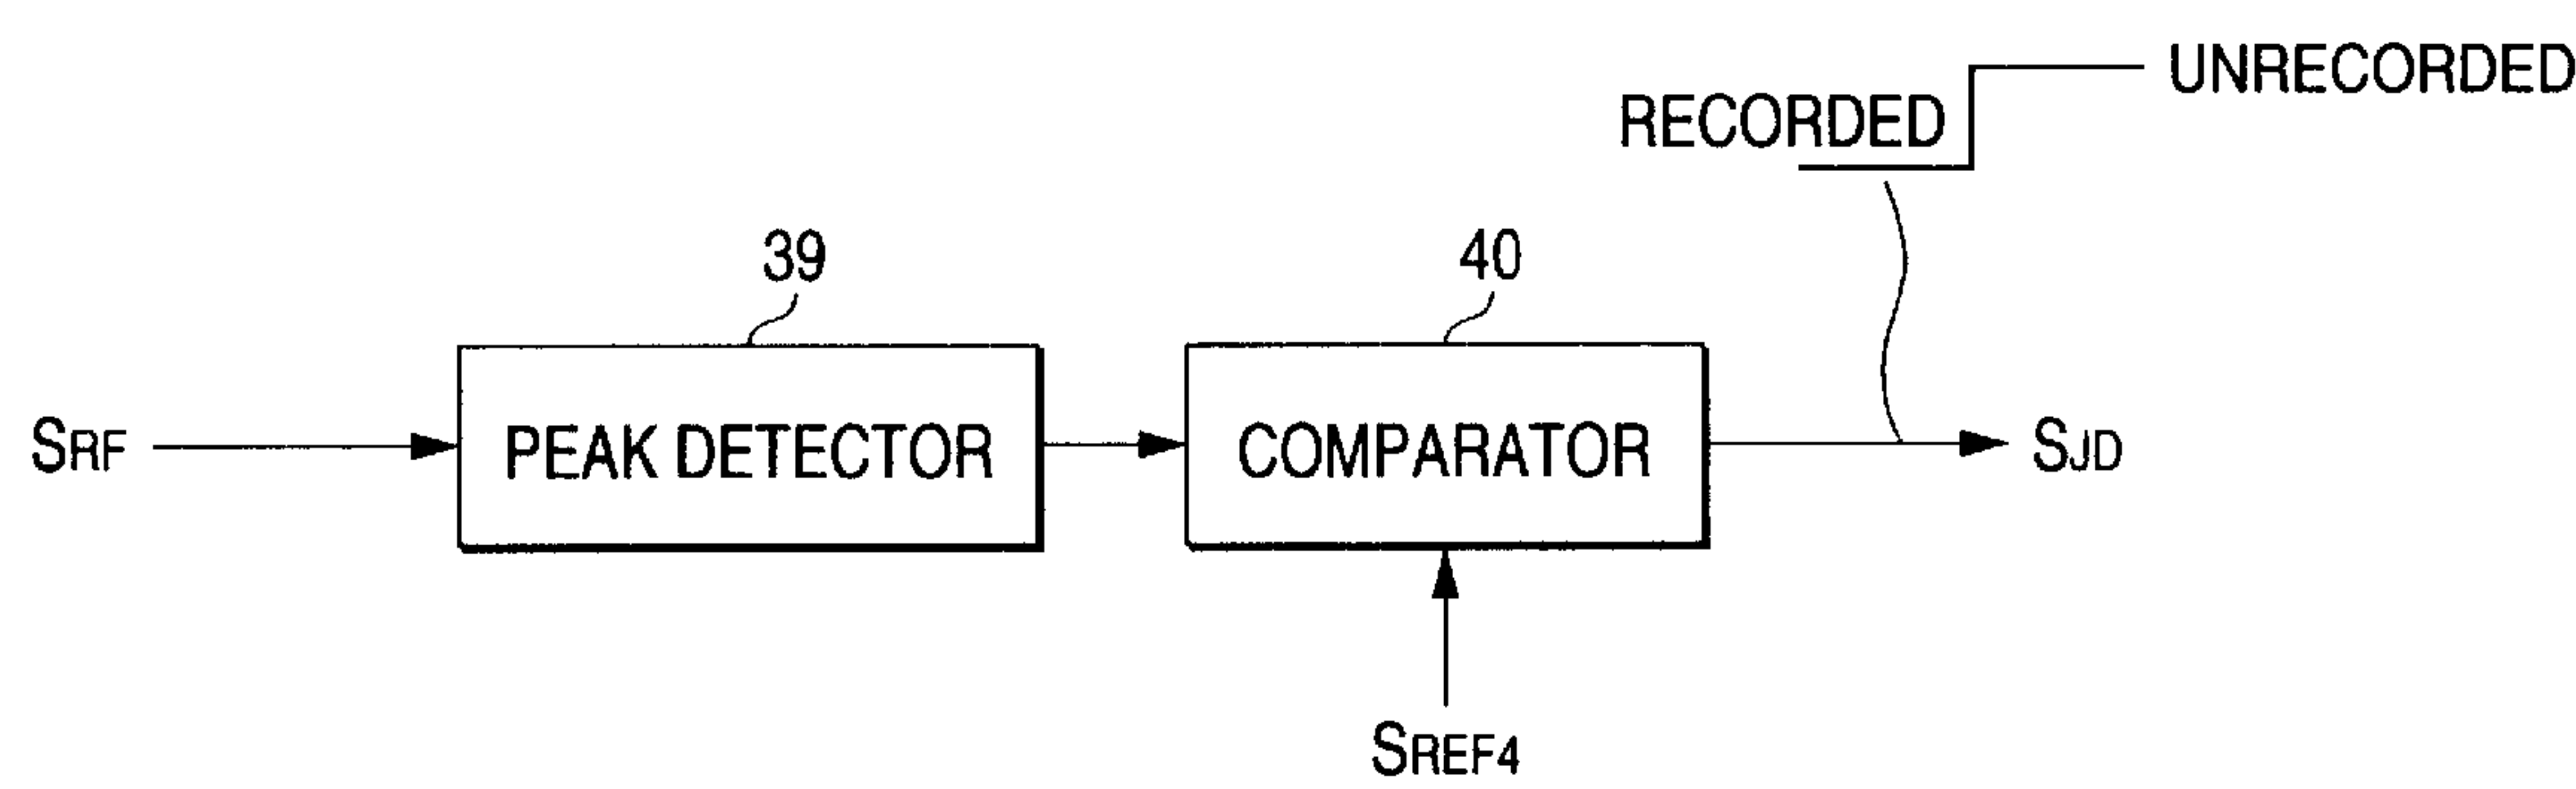 UNRECORDED
RECORDED
39
40
SRF
PEAK DETECTOR
COMPARATOR
SJD
SREF4